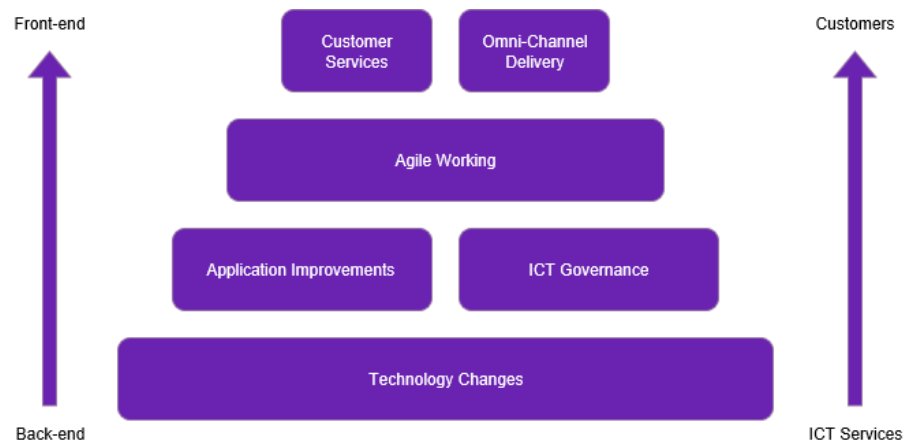 Front-end
Customers
Customer
Services
Omni-Channel
Delivery
Agile Working
Application Improvements
ICT Governance
Technology Changes
Back-end
ICT Services